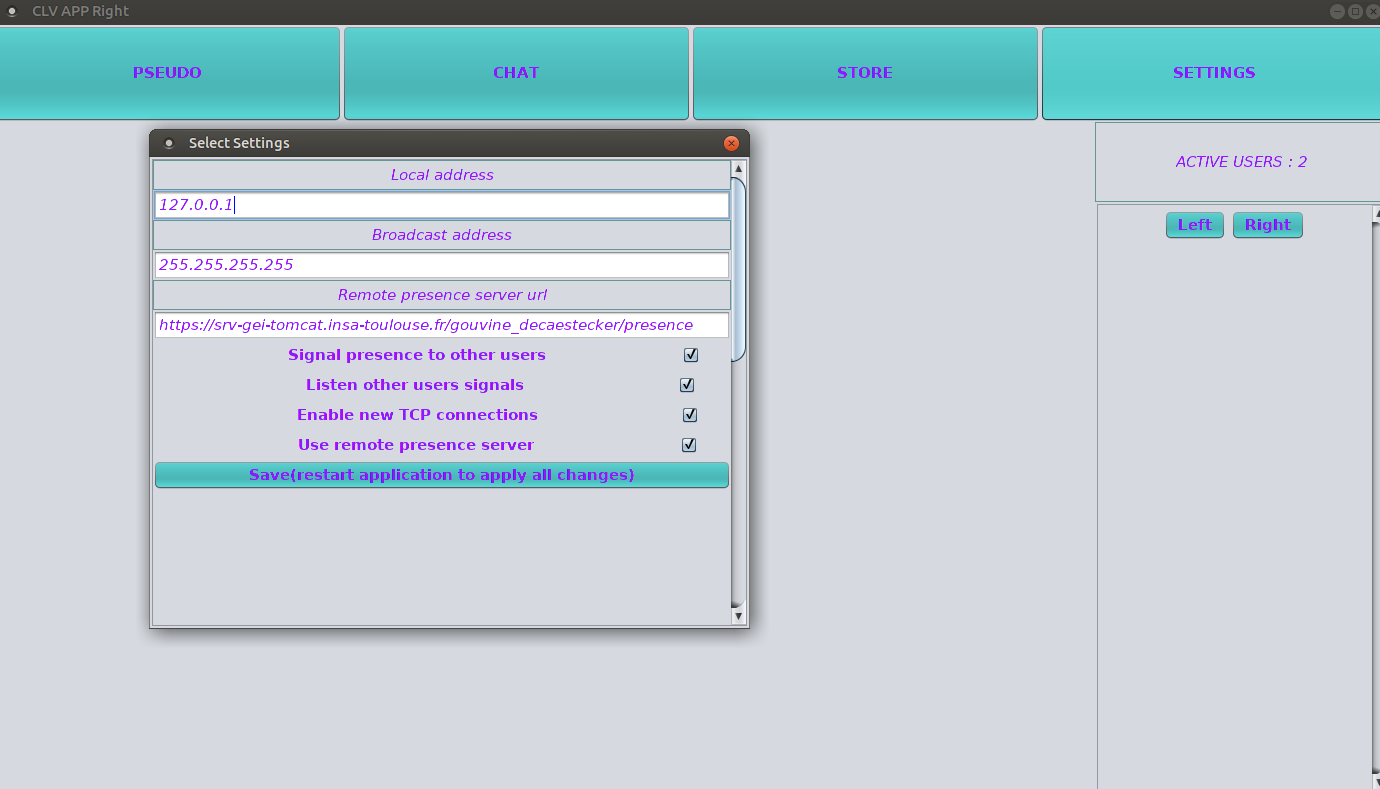 CLV APP Right
PSEUDO
CHAT
STORE
SETTINGS
Select Settings
Local address
127.0.0.1
Broadcast address
255.255.255.255
Remote presence server url
https://srv-gei-tomcat.insa-toulouse.fr/gouvine_decaestecker/presence
Signal presence to other users
Listen other users signals
Enable new TCP connections
Use remote presence server
Save(restart application to apply all changes)
ACTIVE USERS : 2
Left
Right